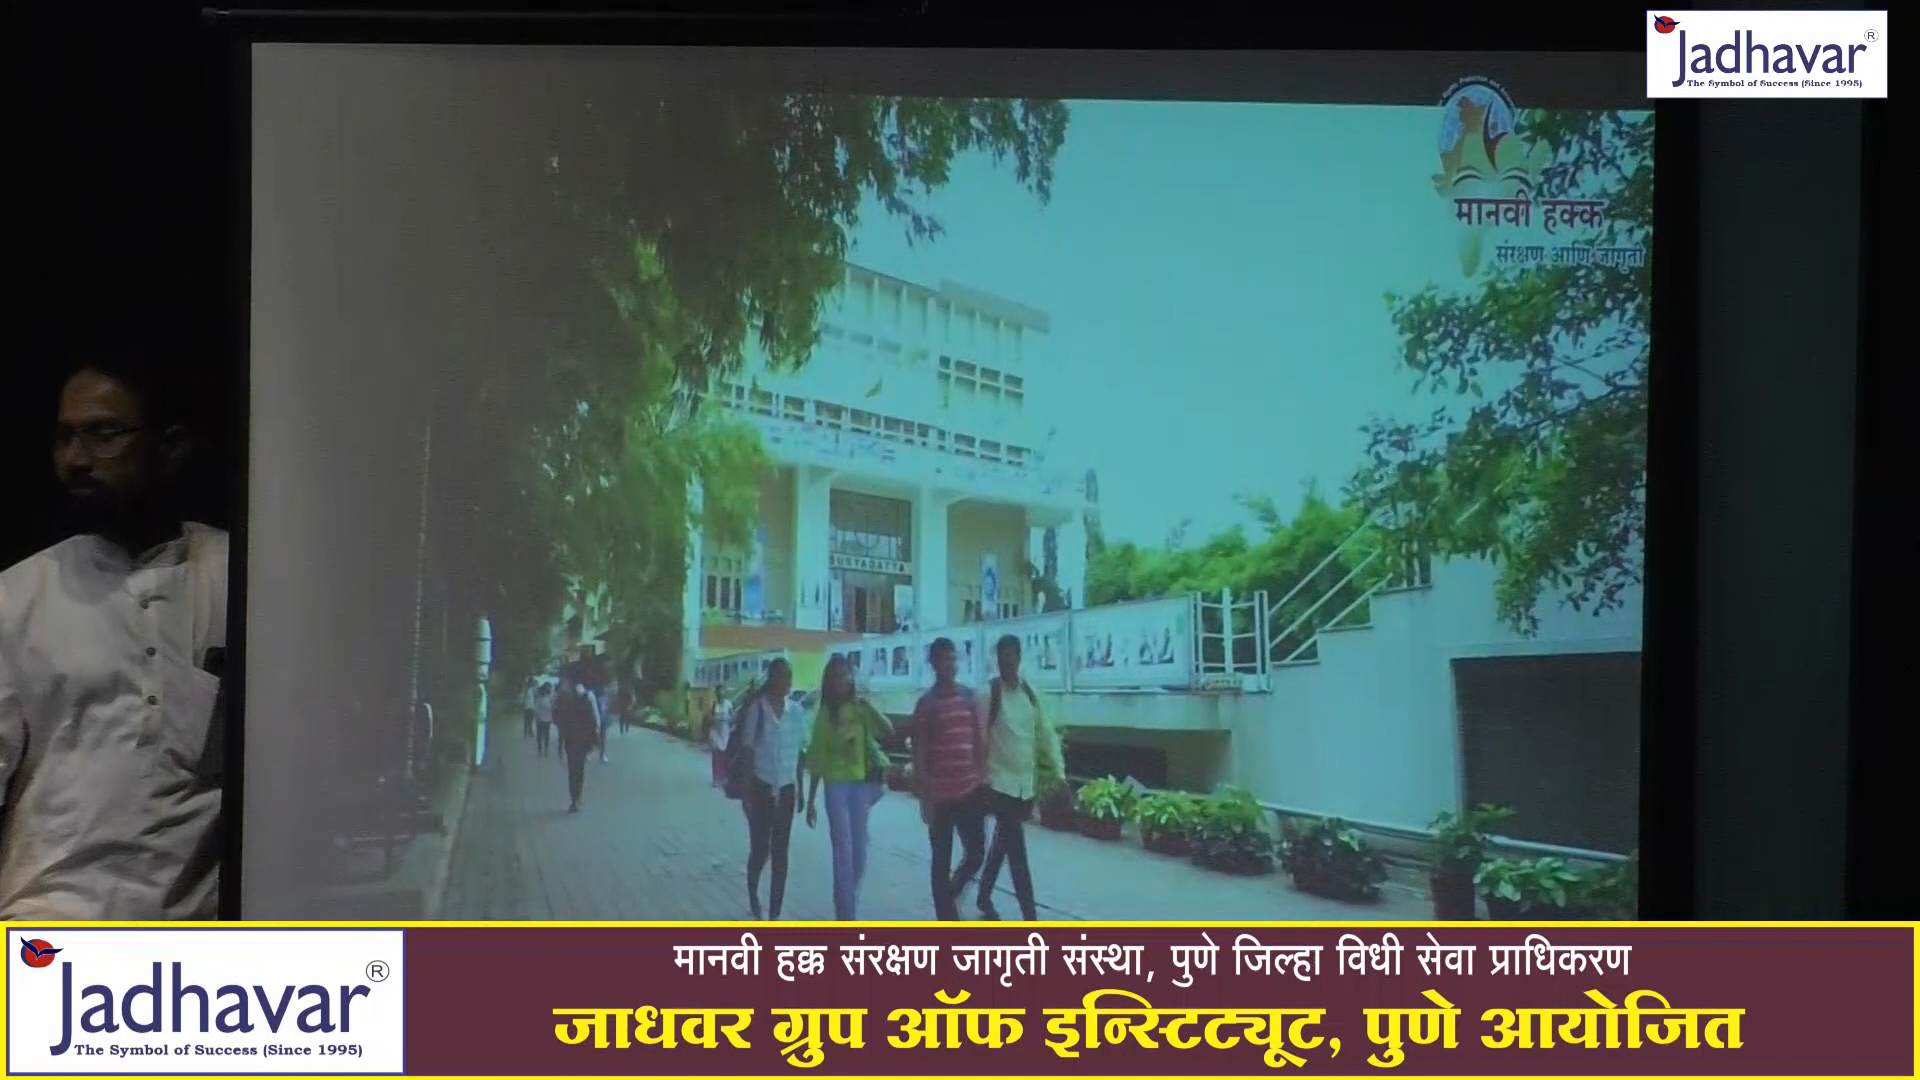 Jadhavar®
The Symbol of Success (Since 1995)
मानवी हक्क
संरक्षण आणि जागृती
SURYADATTA
Jadhavar®
The Symbol of Success (Since 1995)
मानवी हक्क संरक्षण जागृती संस्था, पुणे जिल्हा विधी सेवा प्राधिकरण
जाधवर ग्रुप ऑफ इन्स्टिट्यूट, पुणे आयोजित